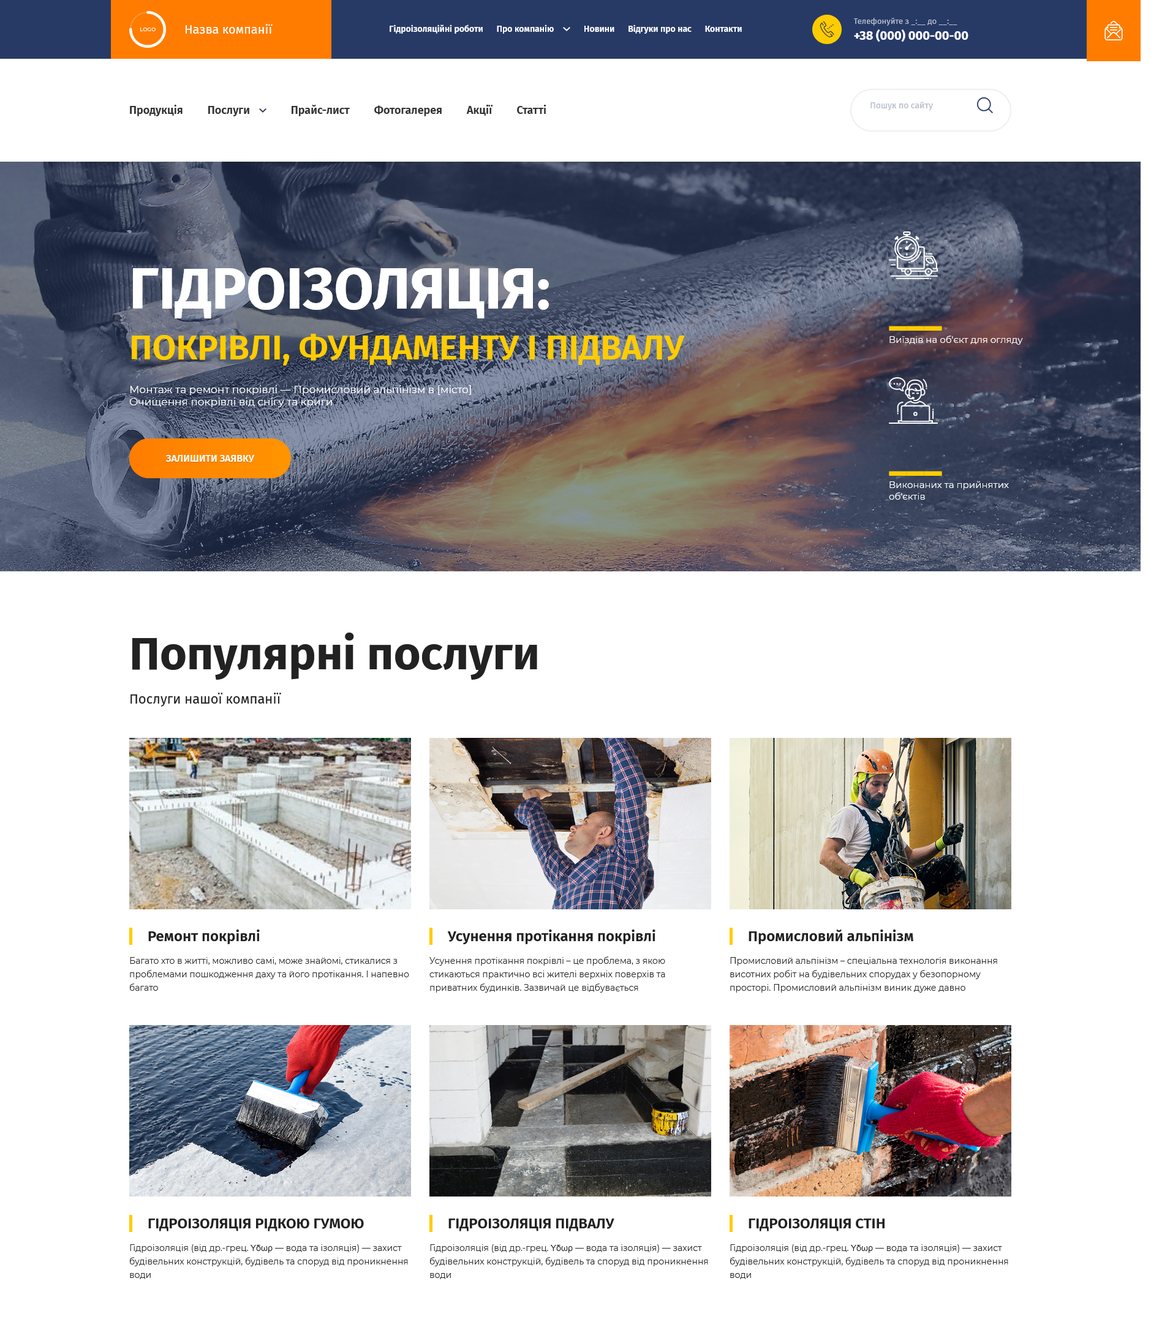 LOGO
Назва компанії
Гідроізоляційні роботи
Про компанію
Новини
Відгуки про нас
Контакти
Телефонуйте з _:__ до __:__
+38 (000) 000-00-00
Продукція
Послуги
Прайс-лист
Фотогалерея
Акції
Статті
Пошук по сайту
ГІДРОІЗОЛЯЦІЯ:
ПОКРІВЛІ, ФУНДАМЕНТУ І ПІДВАЛУ
Монтаж та ремонт покрівлі — Промисловий альпінізм в [місто]
Очищення покрівлі від снігу та криги
ЗАЛИШИТИ ЗАЯВКУ
Виїздів на об'єкт для огляду
Виконаних та прийнятих
об'єктів
Популярні послуги
Послуги нашої компанії
Ремонт покрівлі
Багато хто в житті, можливо самі, може знайомі, стикалися з
проблемами пошкодження даху та його протікання. І напевно
багато
Усунення протікання покрівлі
Усунення протікання покрівлі – це проблема, з якою
стикаються практично всі жителі верхніх поверхів та
приватних будинків. Зазвичай це відбувається
Промисловий альпінізм
Промисловий альпінізм – спеціальна технологія виконання
висотних робіт на будівельних спорудах у безопорному
просторі. Промисловий альпінізм виник дуже давно
ГІДРОІЗОЛЯЦІЯ РІДКОЮ ГУМОЮ
Гідроізоляція (від др.-грец. Υδωρ — вода та ізоляція) — захист
будівельних конструкцій, будівель та споруд від проникнення
води
ГІДРОІЗОЛЯЦІЯ ПІДВАЛУ
Гідроізоляція (від др.-грец. Υδωρ — вода та ізоляція) — захист
будівельних конструкцій, будівель та споруд від проникнення
води
ГІДРОІЗОЛЯЦІЯ СТІН
Гідроізоляція (від др.-грец. Υδωρ — вода та ізоляція) — захист
будівельних конструкцій, будівель та споруд від проникнення
води